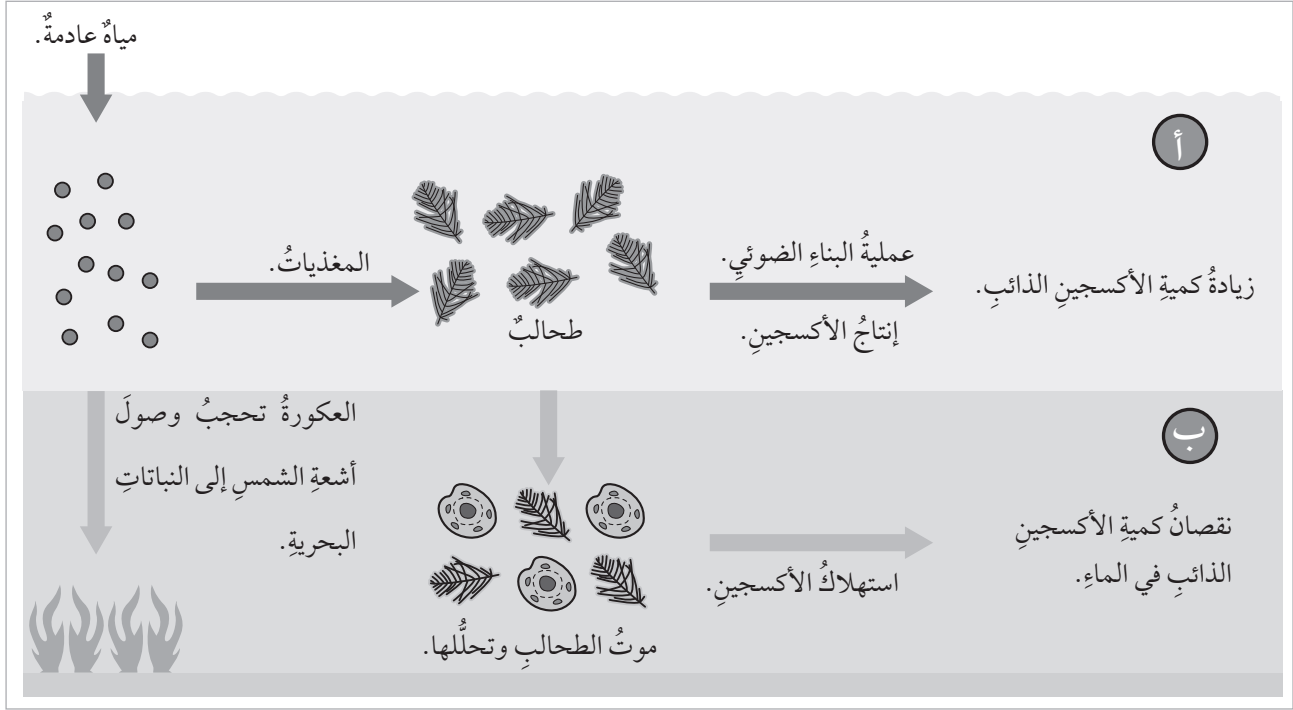 مياهٌ عادمةٌ.
أ
المغذياتُ.
طحالبٌ
عمليةُ البناءِ الضوئيِ.
إنتاجُ الأكسجينِ.
زيادةُ كميةِ الأكسجينِ الذائبِ.
العكورةُ تحجبُ وصولَ
أشعةِ الشمسِ إلى النباتاتِ
البحريةِ.
ب
موتُ الطحالبِ وتحلُّلها.
استهلاكُ الأكسجينِ.
نقصانُ كميةِ الأكسجينِ
الذائبِ في الماءِ.